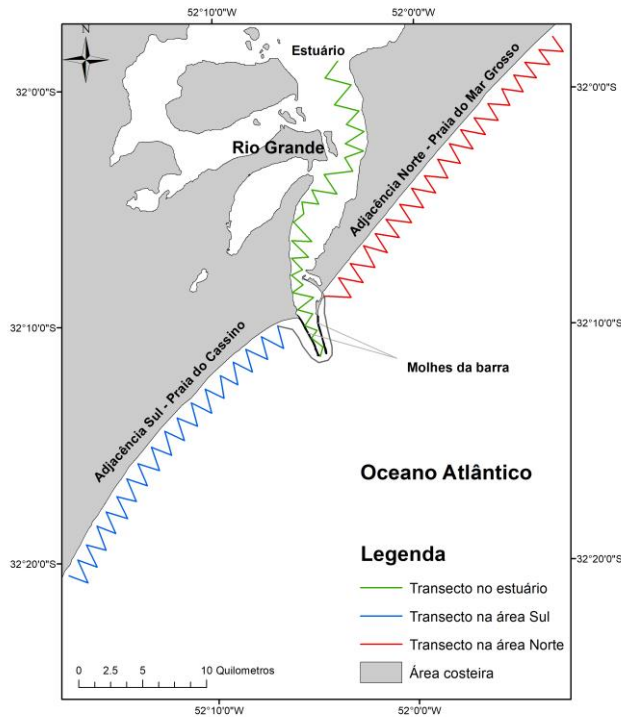 52°10'0"W
52°0'0"W
N
Estuário
32°0'0"S
32°0'0"S
Rio Grande
Adjacência Norte - Praia do Mar Grosso
32°10'0"S
32°10'0"S
Molhes da barra
Adjacência Sul - Praia do Cassino
Oceano Atlântico
32°20'0"S
32°20'0"S
Legenda
Transecto no estuário
Transecto na área Sul
Transecto na área Norte
Área costeira
0 2.5 5 10 Quilometros
52°10'0"W
52°0'0"W